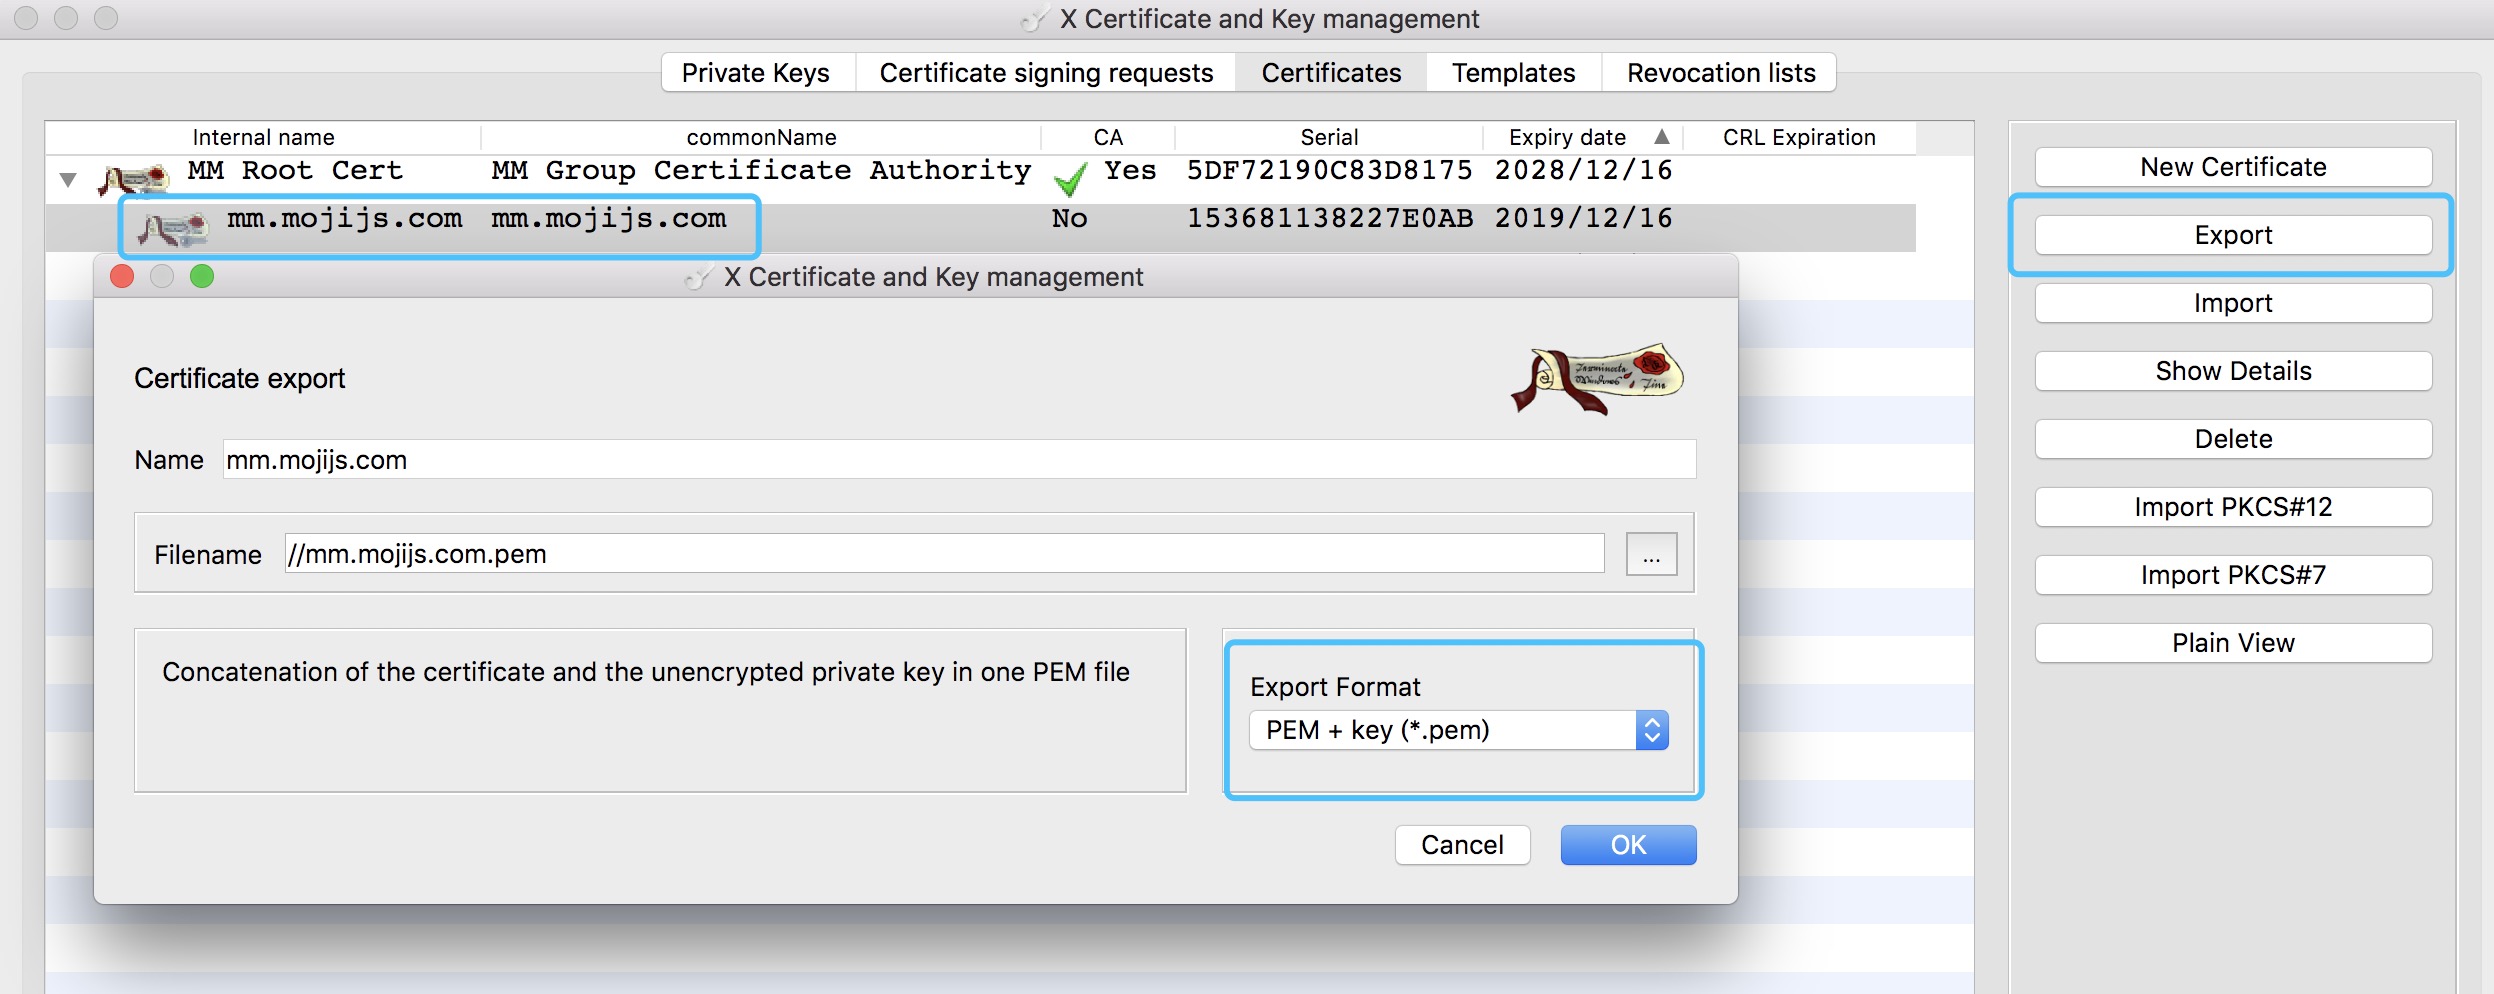 X Certificate and Key management
Private Keys Certificate signing requests Certificates Templates Revocation lists
Internal name commonName CA Serial Expiry date CRL Expiration
MM Root Cert MM Group Certificate Authority Yes 5DF72190C83D8175 2028/12/16
mm.mojijs.com mm.mojijs.com No 153681138227E0AB 2019/12/16
New Certificate
Export
Import
Show Details
Delete
Import PKCS#12
Import PKCS#7
Plain View
X Certificate and Key management
Certificate export
Name mm.mojijs.com
Filename //mm.mojijs.com.pem ...
Concatenation of the certificate and the unencrypted private key in one PEM file
Export Format
PEM + key (*.pem)
Cancel OK